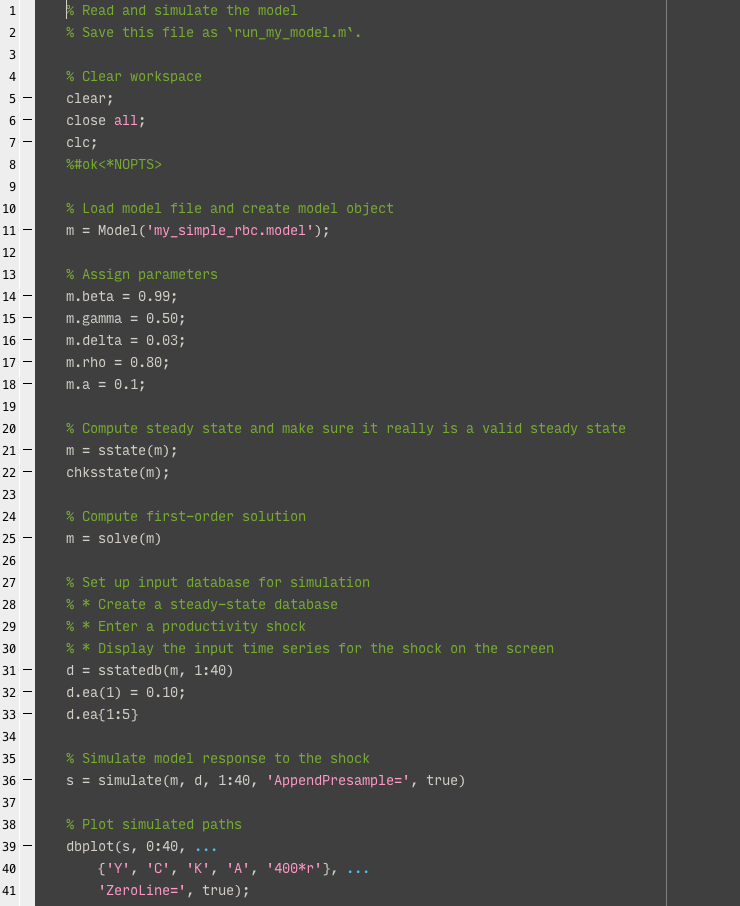 1 % Read and simulate the model
2 % Save this file as `run_my_model.m`.
3
4 % Clear workspace
5 — clear;
6 — close all;
7 — clc;
8 %#ok<*NOPTS>
9
10 % Load model file and create model object
11 — m = Model('my_simple_rbc.model');
12
13 % Assign parameters
14 — m.beta = 0.99;
15 — m.gamma = 0.50;
16 — m.delta = 0.03;
17 — m.rho = 0.80;
18 — m.a = 0.1;
19
20 % Compute steady state and make sure it really is a valid steady state
21 — m = sstate(m);
22 — chksstate(m);
23
24 % Compute first-order solution
25 — m = solve(m)
26
27 % Set up input database for simulation
28 % * Create a steady-state database
29 % * Enter a productivity shock
30 % * Display the input time series for the shock on the screen
31 — d = sstatedb(m, 1:40)
32 — d.ea(1) = 0.10;
33 — d.ea{1:5}
34
35 % Simulate model response to the shock
36 — s = simulate(m, d, 1:40, 'AppendPresample=', true)
37
38 % Plot simulated paths
39 — dbplot(s, 0:40, ...
40 {'Y', 'C', 'K', 'A', '400*r'}, ...
41 'ZeroLine=', true);